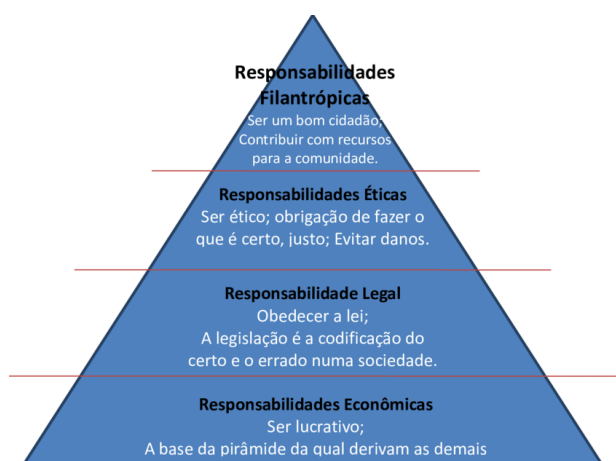 Responsabilidades
Filantrópicas
Ser um bom cidadão;
Contribuir com recursos
para a comunidade.
Responsabilidades Éticas
Ser ético; obrigação de fazer o
que é certo, justo; Evitar danos.
Responsabilidade Legal
Obedecer a lei;
A legislação é a codificação do
certo e o errado numa sociedade.
Responsabilidades Econômicas
Ser lucrativo;
A base da pirâmide da qual derivam as demais